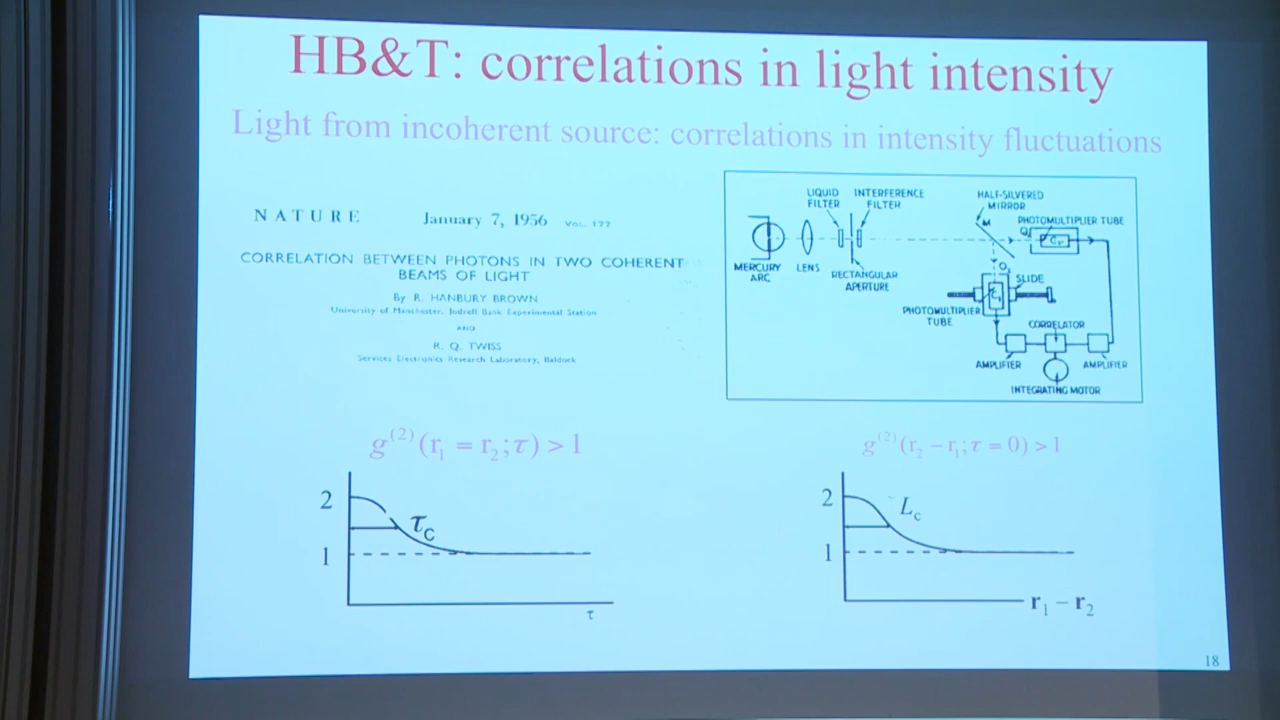 HB&T: correlations in light intensity
Light from incoherent source: correlations in intensity fluctuations
NATURE January 7, 1956 VOL. 177
CORRELATION BETWEEN PHOTONS IN TWO COHERENT
BEAMS OF LIGHT
By R. HANBURY BROWN
University of Manchester, Jodrell Bank Experimental Station
AND
R. Q. TWISS
Services Electronics Research Laboratory, Baldock
LIQUID
FILTER
INTERFERENCE
FILTER
HALF-SILVERED
MIRROR
M
PHOTOMULTIPLIER TUBE
MERCURY
ARC
LENS
RECTANGULAR
APERTURE
SLIDE
PHOTOMULTIPLIER
TUBE
CORRELATOR
AMPLIFIER
AMPLIFIER
INTEGRATING MOTOR
g⁽²⁾(r₁ = r₂; τ) > 1
2
τc
1
τ
g⁽²⁾(r₂ − r₁; τ = 0) > 1
2
Lc
1
r₁ − r₂
18